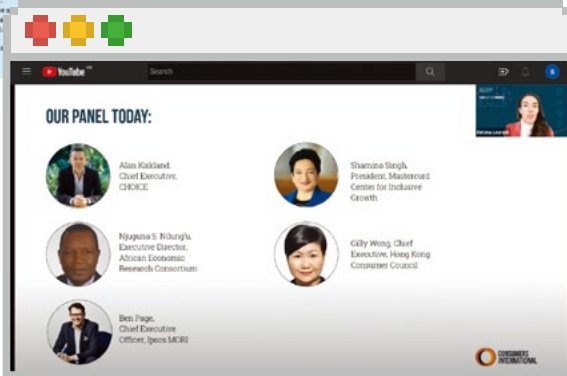 YouTube
Search
OUR PANEL TODAY:
Alan Kirkland,
Chief Executive,
CHOICE
Shamina Singh,
President, Mastercard
Center for Inclusive
Growth
Njuguna S. Ndung'u,
Executive Director,
African Economic
Research Consortium
Gilly Wong, Chief
Executive, Hong Kong
Consumer Council
Ben Page,
Chief Executive
Officer, Ipsos MORI
CONSUMERS
INTERNATIONAL